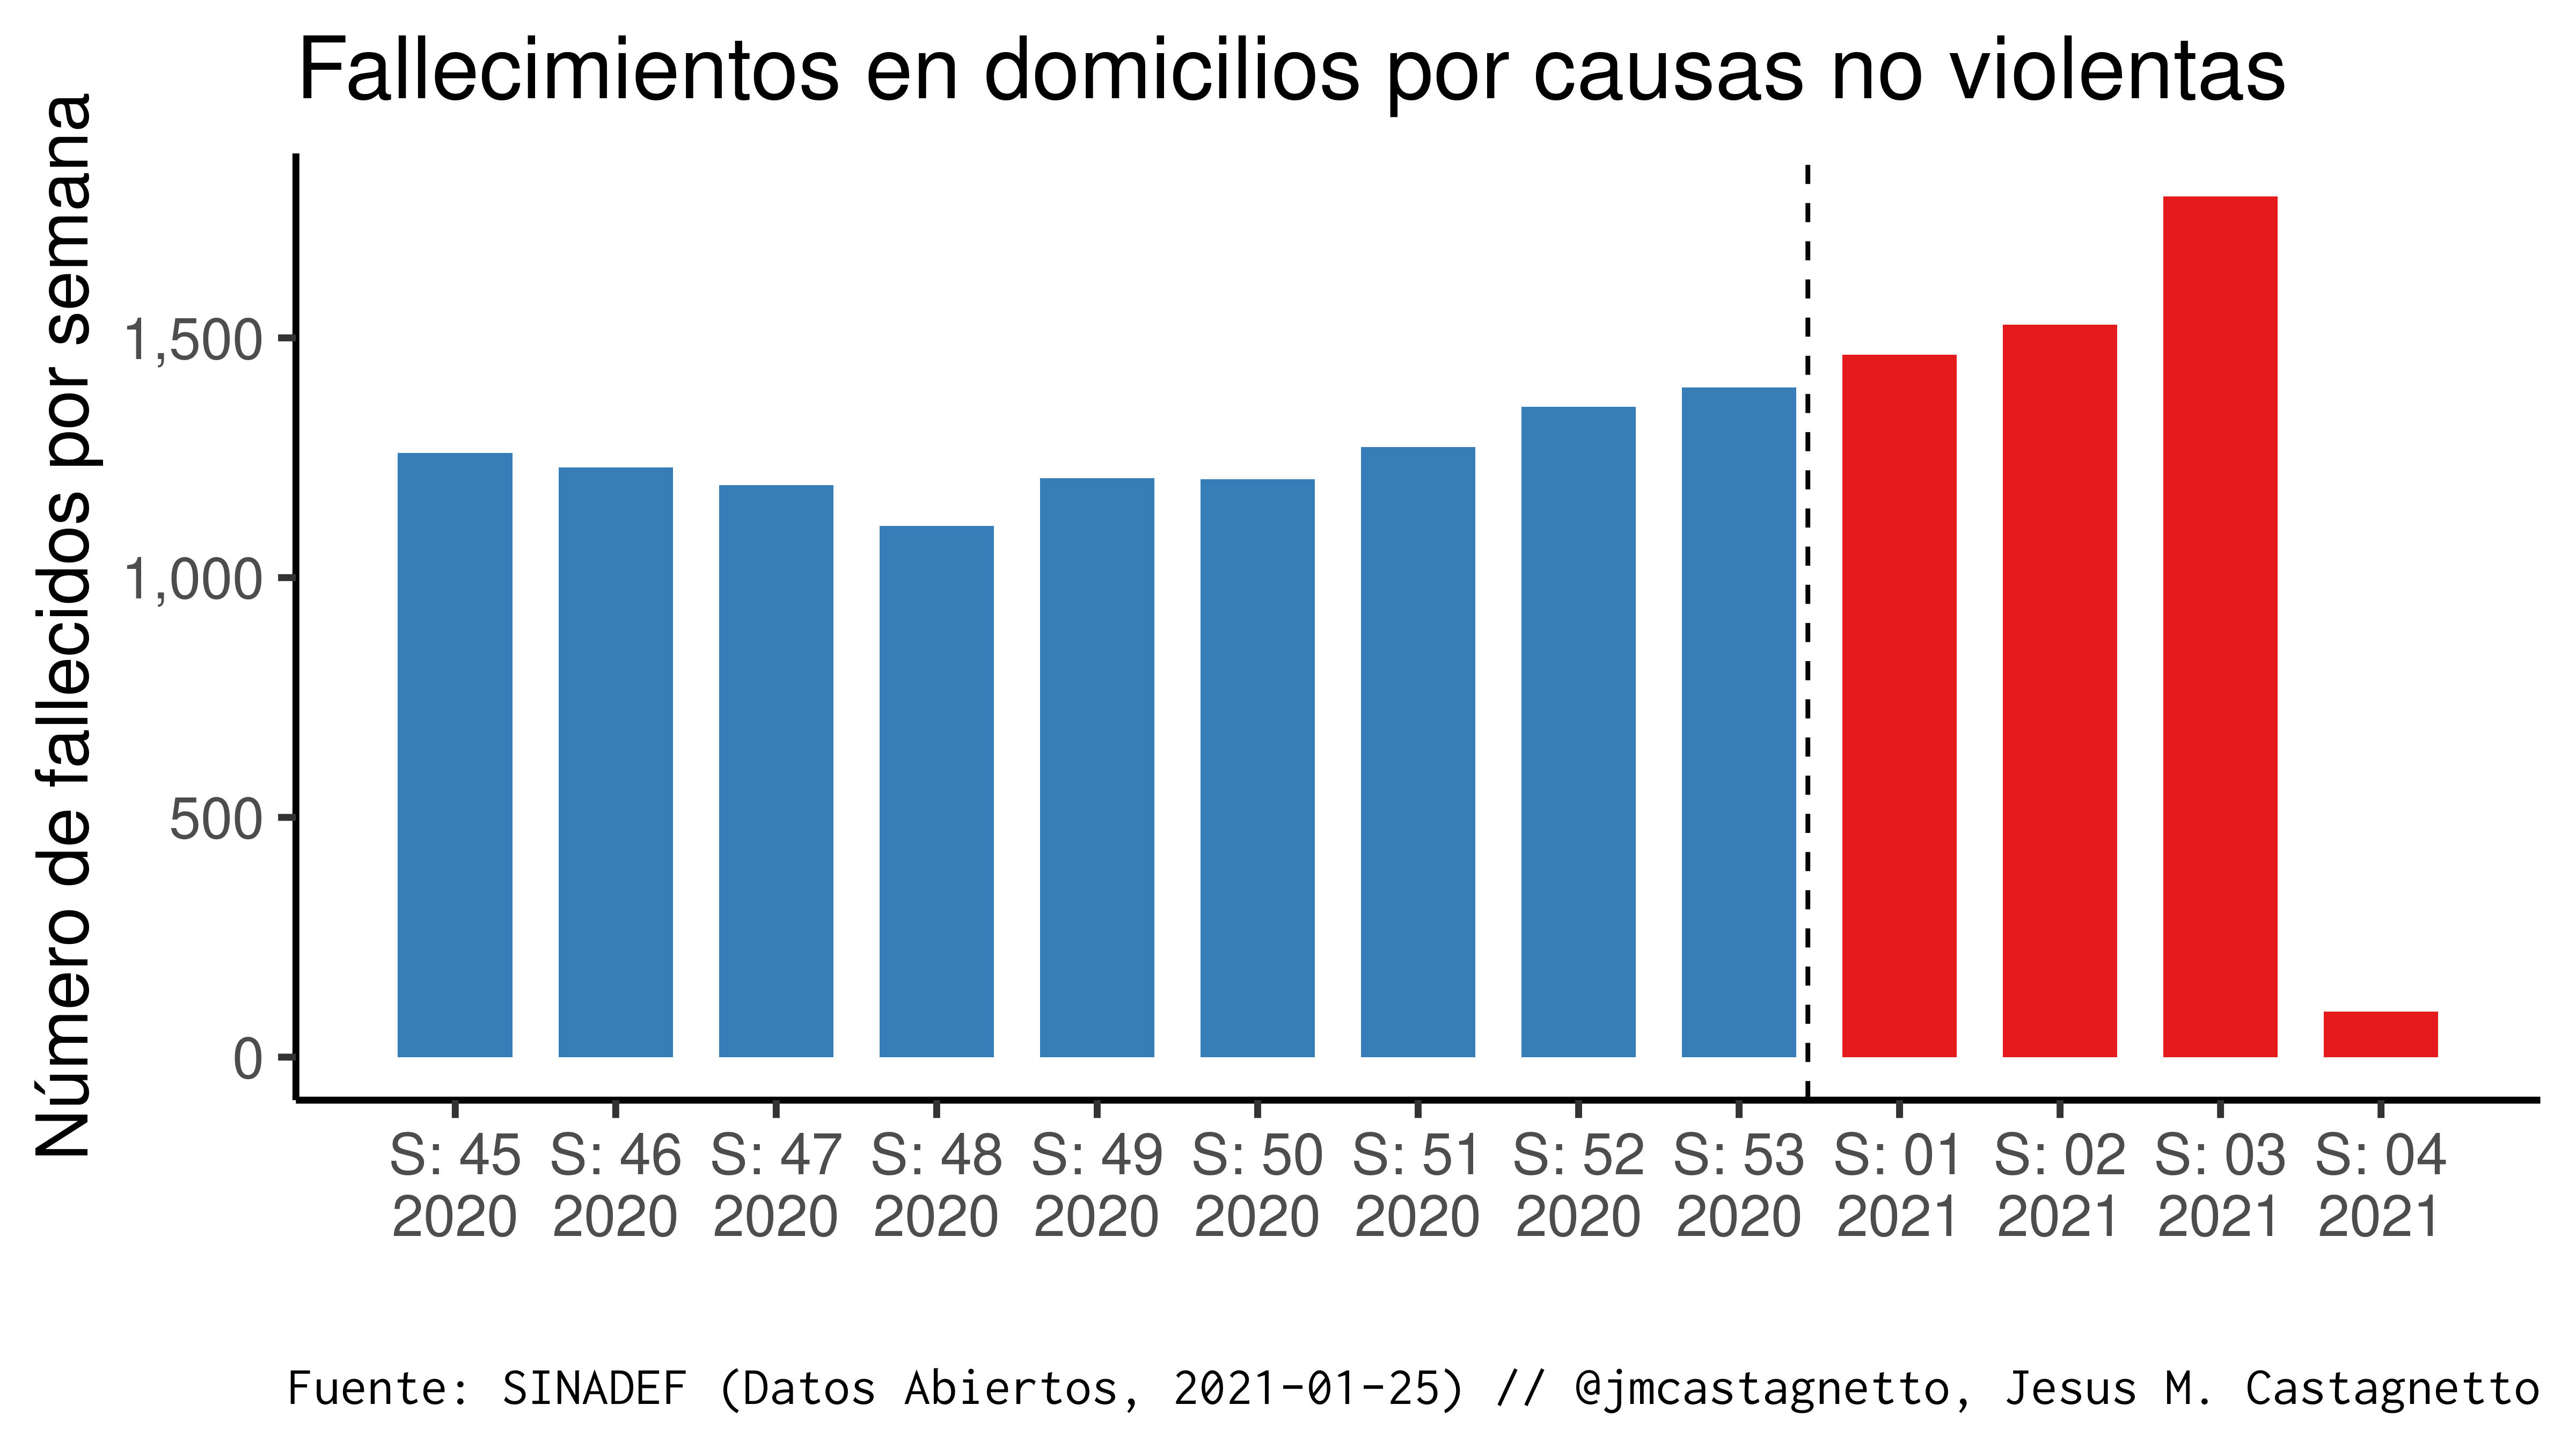 Fallecimientos en domicilios por causas no violentas
Número de fallecidos por semana
1,500
1,000
500
0
S: 45 S: 46 S: 47 S: 48 S: 49 S: 50 S: 51 S: 52 S: 53 S: 01 S: 02 S: 03 S: 04
2020 2020 2020 2020 2020 2020 2020 2020 2020 2021 2021 2021 2021
Fuente: SINADEF (Datos Abiertos, 2021-01-25) // @jmcastagnetto, Jesus M. Castagnetto